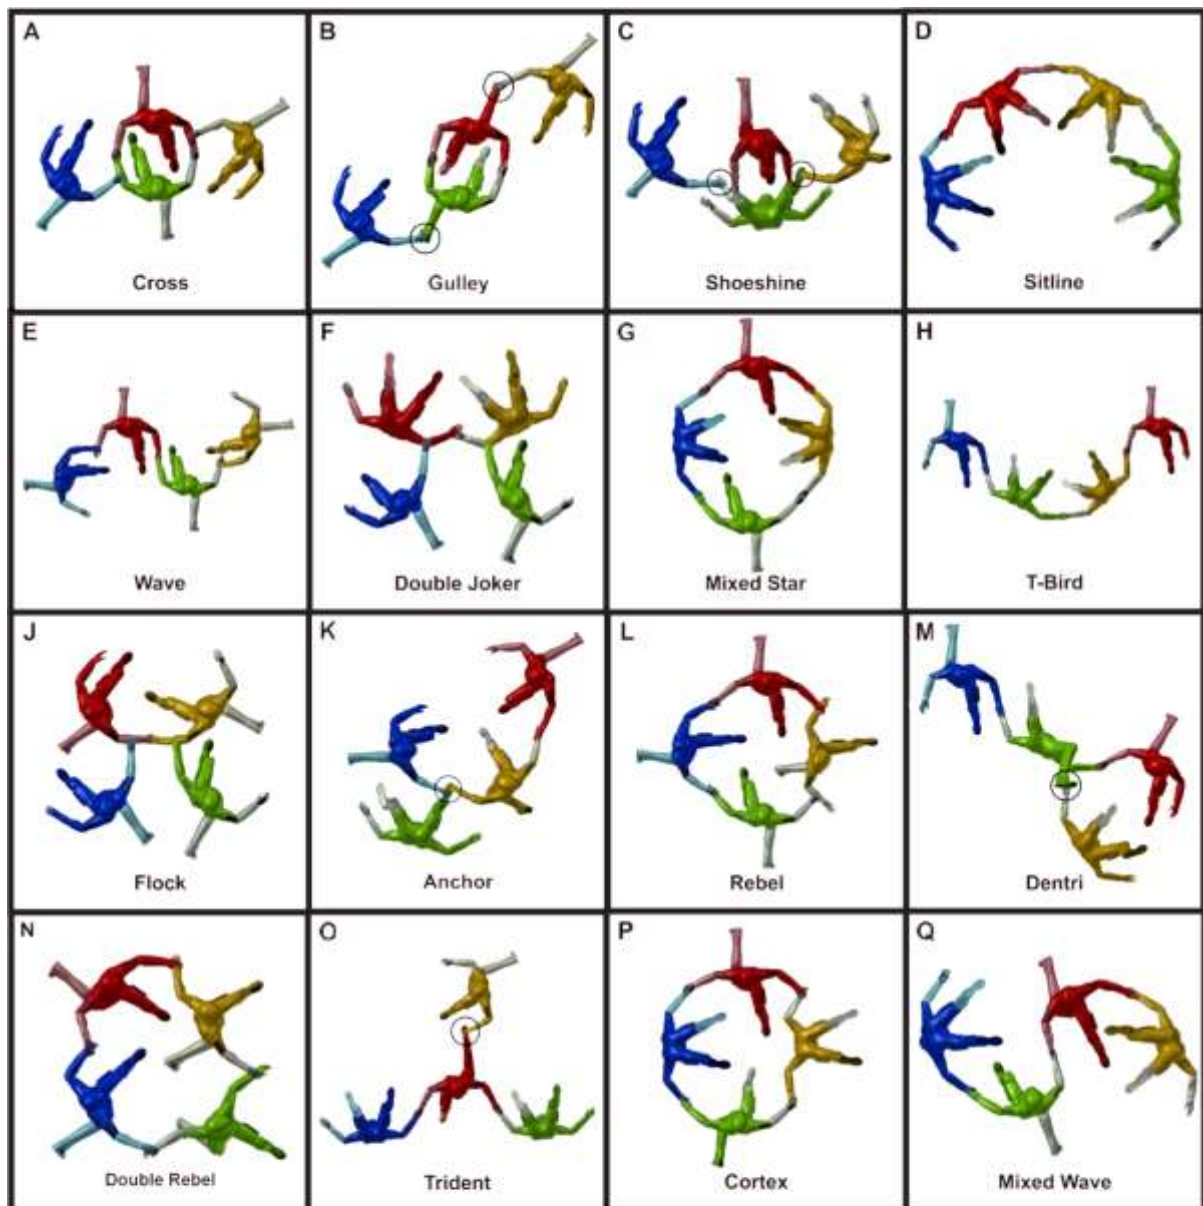 A
B
C
D
Cross
Gulley
Shoeshine
Sitline
E
F
G
H
Wave
Double Joker
Mixed Star
T-Bird
J
K
L
M
Flock
Anchor
Rebel
Dentri
N
O
P
Q
Double Rebel
Trident
Cortex
Mixed Wave